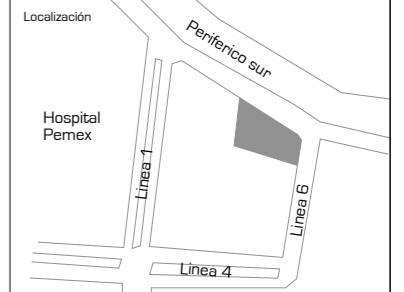 Localización
Periferico sur
Hospital
Pemex
Linea 1
Linea 6
Linea 4